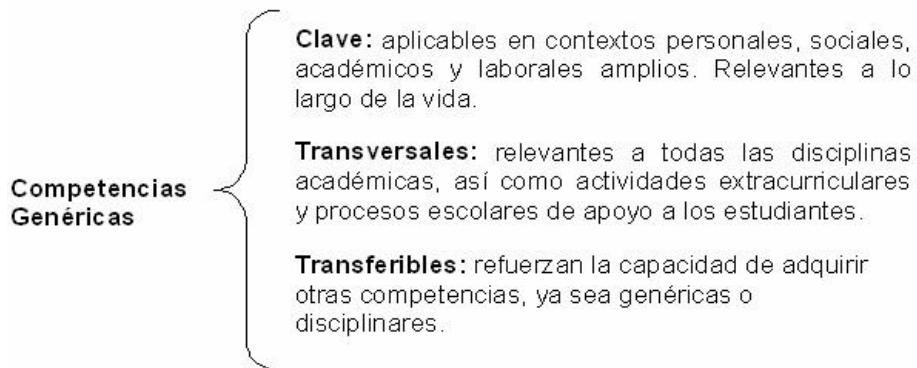 Clave: aplicables en contextos personales, sociales,
académicos y laborales amplios. Relevantes a lo
largo de la vida.
Transversales: relevantes a todas las disciplinas
académicas, así como actividades extracurriculares
y procesos escolares de apoyo a los estudiantes.
Competencias
Genéricas
Transferibles: refuerzan la capacidad de adquirir
otras competencias, ya sea genéricas o
disciplinares.